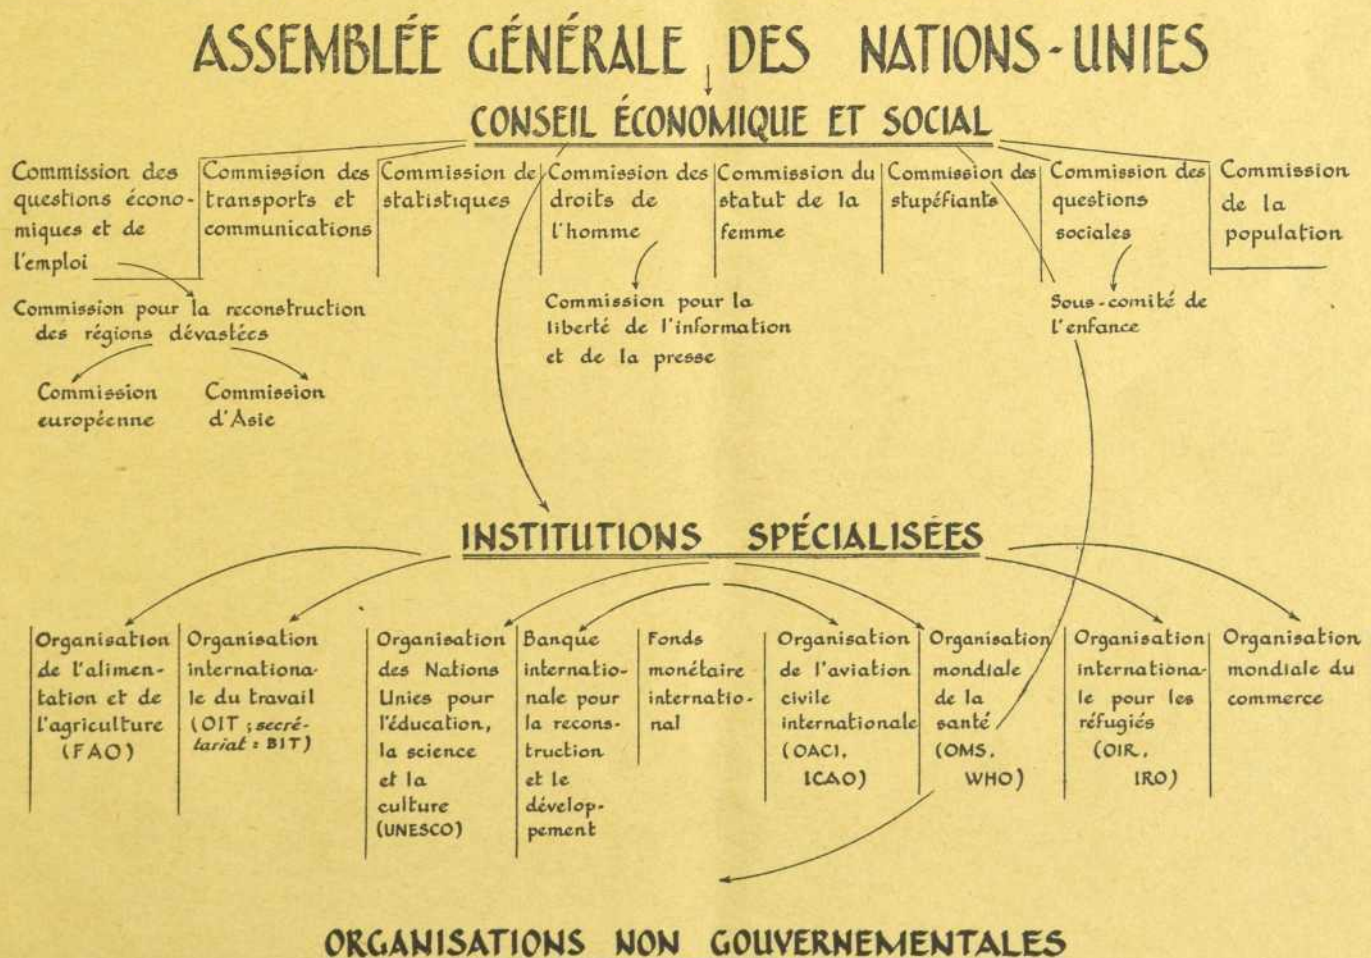 ASSEMBLÉE GÉNÉRALE DES NATIONS-UNIES
CONSEIL ÉCONOMIQUE ET SOCIAL
Commission des
questions écono-
miques et de
l'emploi
Commission des
transports et
communications
Commission de
statistiques
Commission des
droits de
l'homme
Commission du
statut de la
femme
Commission des
stupéfiants
Commission des
questions
sociales
Commission
de la
population
Commission pour la reconstruction
des régions dévastées
Commission pour la
liberté de l'information
et de la presse
Sous-comité de
l'enfance
Commission
européenne
Commission
d'Asie
INSTITUTIONS SPÉCIALISÉES
Organisation
de l'alimen-
tation et de
l'agriculture
(FAO)
Organisation
internationa-
le du travail
(OIT ; secré-
tariat : BIT)
Organisation
des Nations
Unies pour
l'éducation,
la science
et la
culture
(UNESCO)
Banque
internatio-
nale pour
la recons-
truction
et le
dévelop-
pement
Fonds
monétaire
internatio-
nal
Organisation
de l'aviation
civile
internationale
(OACI.
ICAO)
Organisation
mondiale
de la
santé
(OMS.
WHO)
Organisation
internationa-
le pour les
réfugiés
(OIR.
IRO)
Organisation
mondiale du
commerce
ORGANISATIONS NON GOUVERNEMENTALES